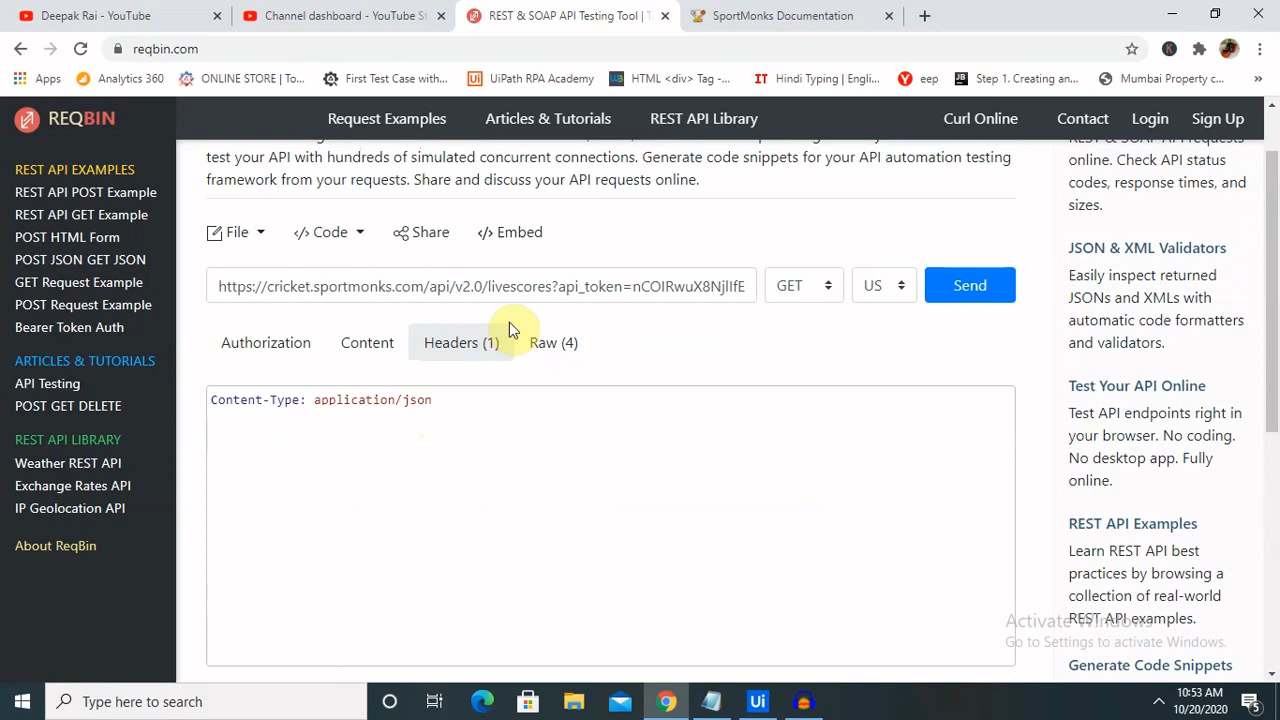 Deepak Rai - YouTube
Channel dashboard - YouTube St
REST & SOAP API Testing Tool | T
SportMonks Documentation
reqbin.com
Apps
Analytics 360
ONLINE STORE | To...
First Test Case with...
UiPath RPA Academy
HTML <div> Tag -...
Hindi Typing | Engli...
eep
Step 1. Creating an...
Mumbai Property c...
REQBIN
Request Examples
Articles & Tutorials
REST API Library
Curl Online
Contact
Login
Sign Up
REST API EXAMPLES
REST API POST Example
REST API GET Example
POST HTML Form
POST JSON GET JSON
GET Request Example
POST Request Example
Bearer Token Auth
ARTICLES & TUTORIALS
API Testing
POST GET DELETE
REST API LIBRARY
Weather REST API
Exchange Rates API
IP Geolocation API
About ReqBin
test your API with hundreds of simulated concurrent connections. Generate code snippets for your API automation testing
framework from your requests. Share and discuss your API requests online.
File
</> Code
Share
</> Embed
https://cricket.sportmonks.com/api/v2.0/livescores?api_token=nCOIRwuX8NjlIfE
GET
US
Send
Authorization
Content
Headers (1)
Raw (4)
Content-Type: application/json
online. Check API status
codes, response times, and
sizes.
JSON & XML Validators
Easily inspect returned
JSONs and XMLs with
automatic code formatters
and validators.
Test Your API Online
Test API endpoints right in
your browser. No coding.
No desktop app. Fully
online.
REST API Examples
Learn REST API best
practices by browsing a
collection of real-world
REST API examples.
Generate Code Snippets
Activate Windows
Go to Settings to activate Windows.
Type here to search
Ui
10:53 AM
10/20/2020
5